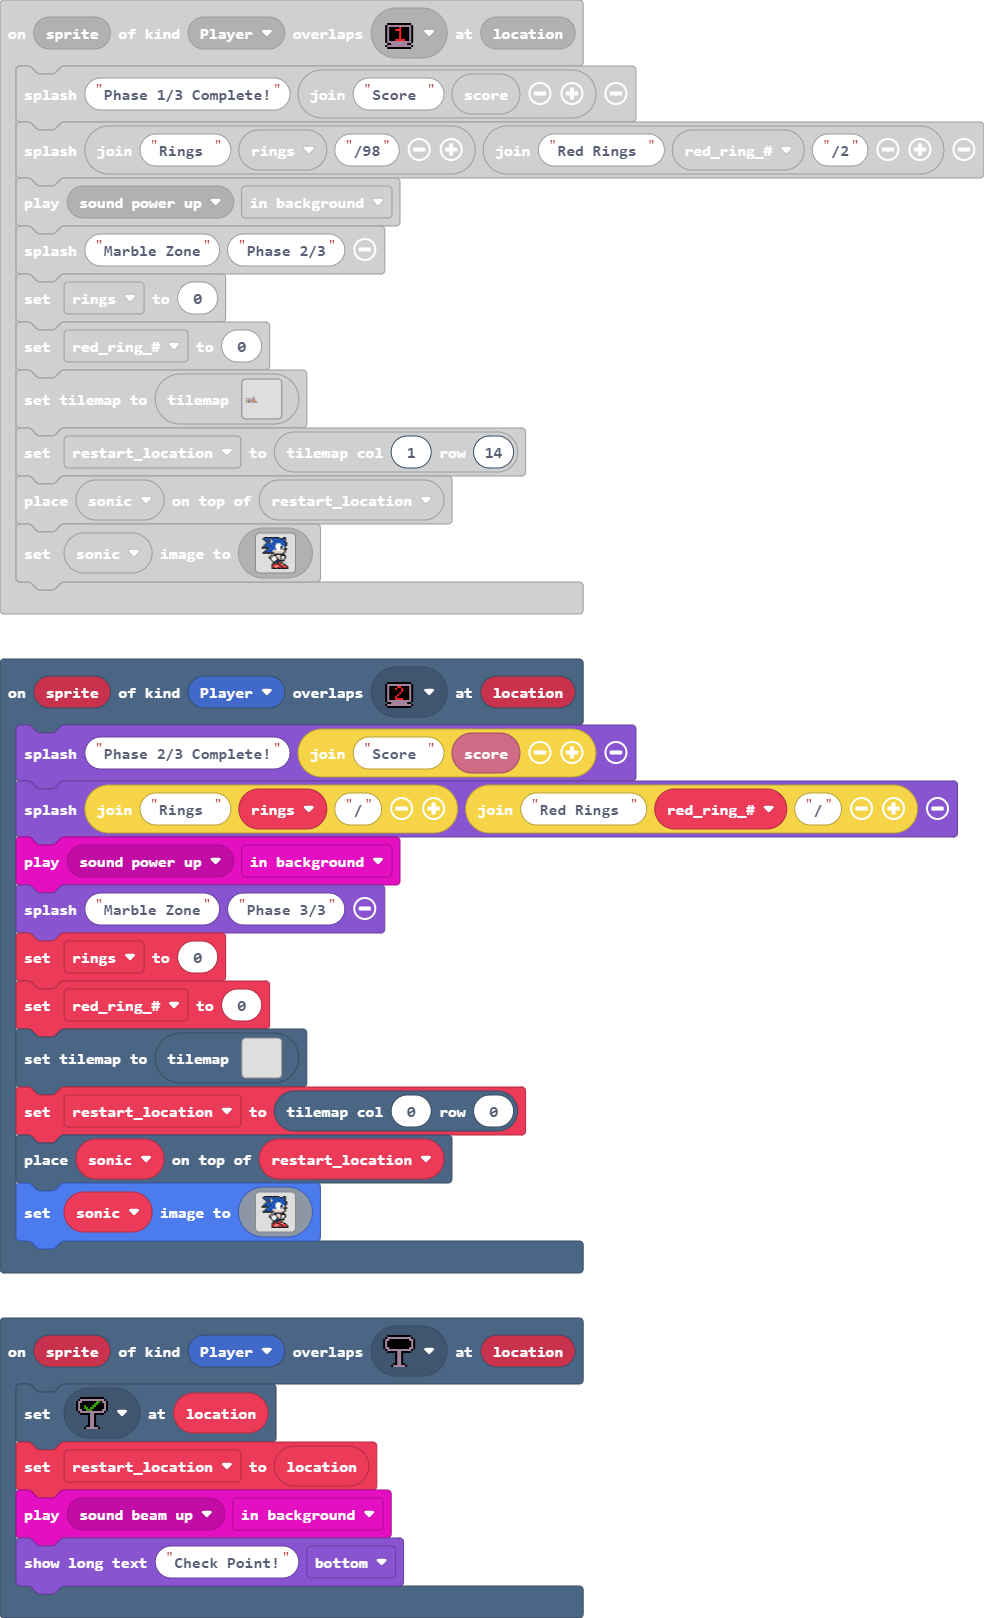 on sprite of kind Player overlaps 1 at location
splash "Phase 1/3 Complete!" join "Score " score
splash join "Rings " rings "/98" join "Red Rings " red_ring_# "/2"
play sound power up in background
splash "Marble Zone" "Phase 2/3"
set rings to 0
set red_ring_# to 0
set tilemap to tilemap
set restart_location to tilemap col 1 row 14
place sonic on top of restart_location
set sonic image to
on sprite of kind Player overlaps 2 at location
splash "Phase 2/3 Complete!" join "Score " score
splash join "Rings " rings "/" join "Red Rings " red_ring_# "/"
play sound power up in background
splash "Marble Zone" "Phase 3/3"
set rings to 0
set red_ring_# to 0
set tilemap to tilemap
set restart_location to tilemap col 0 row 0
place sonic on top of restart_location
set sonic image to
on sprite of kind Player overlaps at location
set at location
set restart_location to location
play sound beam up in background
show long text "Check Point!" bottom